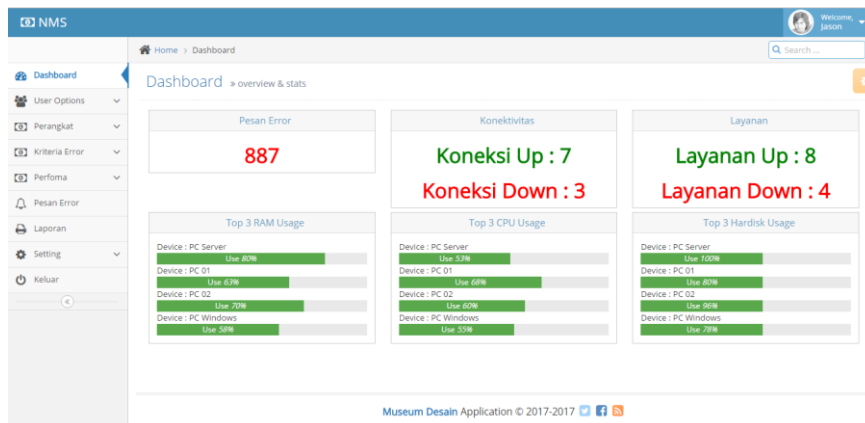 NMS
Welcome,
Jason
Home > Dashboard
Search ...
Dashboard
User Options
Perangkat
Kriteria Error
Perfoma
Pesan Error
Laporan
Setting
Keluar
Dashboard » overview & stats
Pesan Error
887
Konektivitas
Koneksi Up : 7
Koneksi Down : 3
Layanan
Layanan Up : 8
Layanan Down : 4
Top 3 RAM Usage
Device : PC Server
Use 80%
Device : PC 01
Use 63%
Device : PC 02
Use 70%
Device : PC Windows
Use 58%
Top 3 CPU Usage
Device : PC Server
Use 53%
Device : PC 01
Use 68%
Device : PC 02
Use 60%
Device : PC Windows
Use 55%
Top 3 Hardisk Usage
Device : PC Server
Use 100%
Device : PC 01
Use 80%
Device : PC 02
Use 96%
Device : PC Windows
Use 78%
Museum Desain Application © 2017-2017